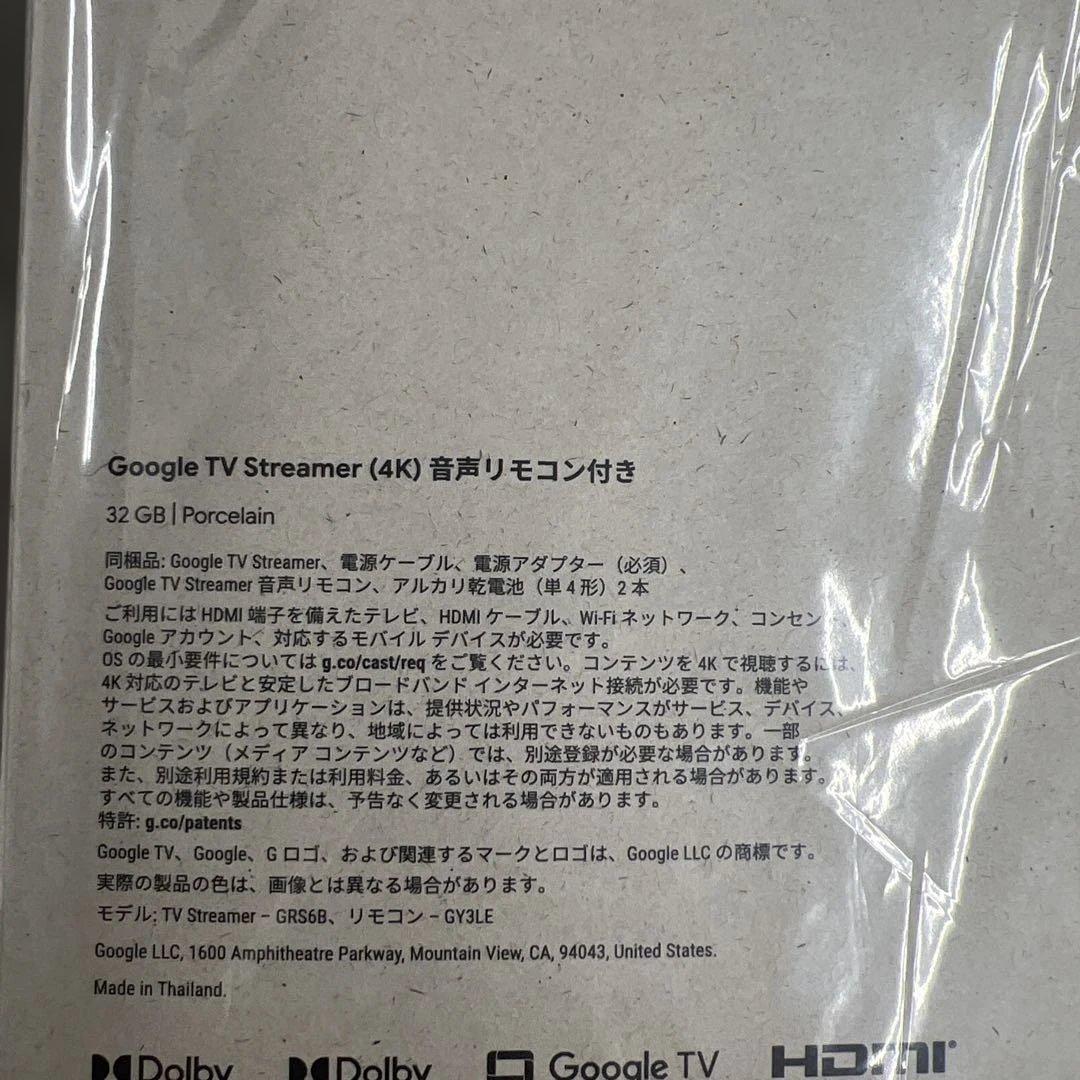 Google TV Streamer (4K) 音声リモコン付き
32 GB | Porcelain
同梱品: Google TV Streamer、電源ケーブル、電源アダプター（必須）、
Google TV Streamer 音声リモコン、アルカリ乾電池（単4形）2本
ご利用には HDMI 端子を備えたテレビ、HDMI ケーブル、Wi-Fi ネットワーク、コンセント、
Google アカウント、対応するモバイル デバイスが必要です。
OS の最小要件については g.co/cast/req をご覧ください。コンテンツを 4K で視聴するには、
4K 対応のテレビと安定したブロードバンド インターネット接続が必要です。機能や
サービスおよびアプリケーションは、提供状況やパフォーマンスがサービス、デバイス、
ネットワークによって異なり、地域によっては利用できないものもあります。一部
のコンテンツ（メディア コンテンツなど）では、別途登録が必要な場合があります。
また、別途利用規約または利用料金、あるいはその両方が適用される場合があります。
すべての機能や製品仕様は、予告なく変更される場合があります。
特許: g.co/patents
Google TV、Google、G ロゴ、および関連するマークとロゴは、Google LLC の商標です。
実際の製品の色は、画像とは異なる場合があります。
モデル: TV Streamer – GRS6B、リモコン – GY3LE
Google LLC, 1600 Amphitheatre Parkway, Mountain View, CA, 94043, United States.
Made in Thailand.
Dolby Dolby Google TV HDMI